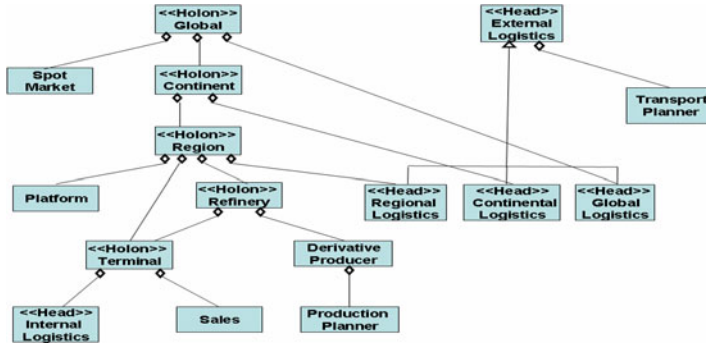 <<Holon>>
Global
<<Head>>
External
Logistics
Spot
Market
<<Holon>>
Continent
Transport
Planner
<<Holon>>
Region
Platform
<<Holon>>
Refinery
<<Head>>
Regional
Logistics
<<Head>>
Continental
Logistics
<<Head>>
Global
Logistics
<<Holon>>
Terminal
Derivative
Producer
<<Head>>
Internal
Logistics
Sales
Production
Planner